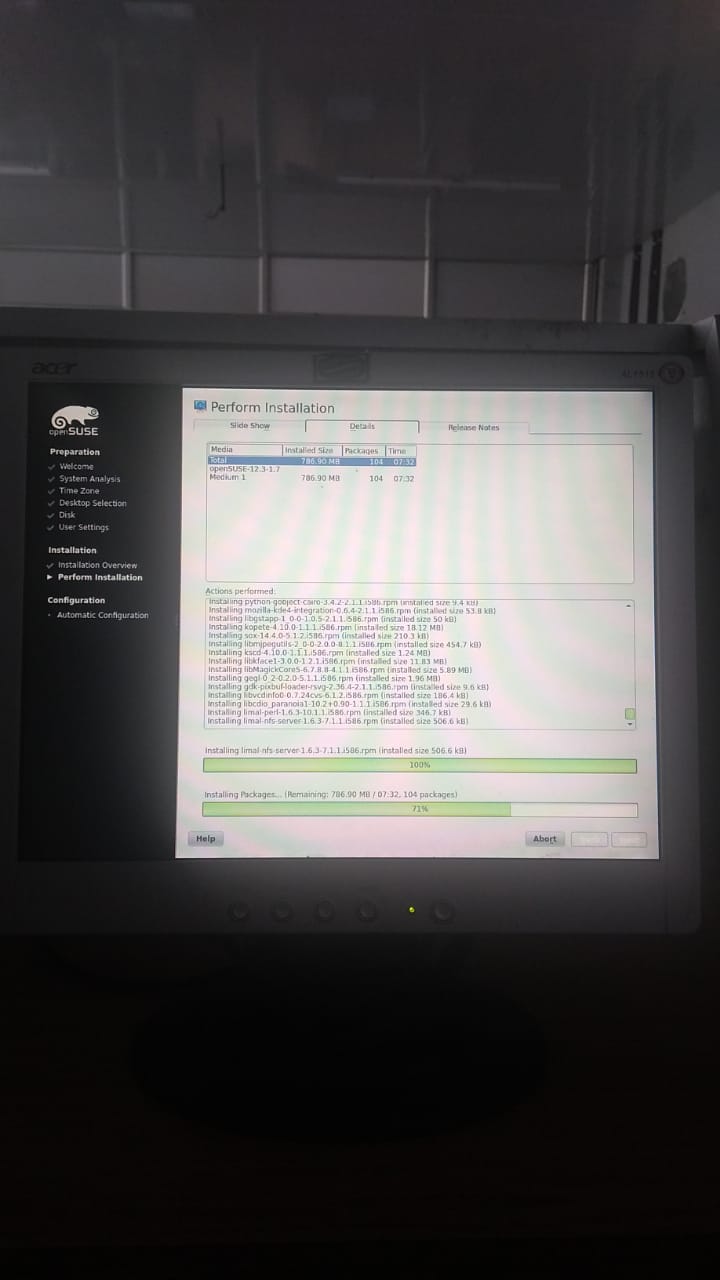 acer
openSUSE
Preparation
Welcome
System Analysis
Time Zone
Desktop Selection
Disk
User Settings
Installation
Installation Overview
Perform Installation
Configuration
Automatic Configuration
Perform Installation
Slide Show Details Release Notes
Media Installed Size Packages Time
Total 786.90 MB 104 07:32
openSUSE-12.3-1.7
Medium 1 786.90 MB 104 07:32
Actions performed:
Installing python-gobject-cairo-3.4.2-2.1.1.i586.rpm (installed size 9.4 kB)
Installing mozilla-kde4-integration-0.6.4-2.1.1.i586.rpm (installed size 53.8 kB)
Installing libgstapp-1_0-0-1.0.5-2.1.1.i586.rpm (installed size 50 kB)
Installing kopete-4.10.0-1.1.1.i586.rpm (installed size 18.12 MB)
Installing sox-14.4.0-5.1.2.i586.rpm (installed size 210.3 kB)
Installing libmjpegutils-2_0-0-2.0.0-8.1.1.i586.rpm (installed size 454.7 kB)
Installing kscd-4.10.0-1.1.1.i586.rpm (installed size 1.24 MB)
Installing libkface1-3.0.0-1.2.1.i586.rpm (installed size 11.83 MB)
Installing libMagickCore5-6.7.8.8-4.1.1.i586.rpm (installed size 5.89 MB)
Installing gegl-0_2-0.2.0-5.1.1.i586.rpm (installed size 1.96 MB)
Installing gdk-pixbuf-loader-rsvg-2.36.4-2.1.1.i586.rpm (installed size 9.6 kB)
Installing libvcdinfo0-0.7.24cvs-6.1.2.i586.rpm (installed size 186.4 kB)
Installing libcdio_paranoia1-10.2+0.90-1.1.1.i586.rpm (installed size 29.6 kB)
Installing limal-perl-1.6.3-10.1.1.i586.rpm (installed size 346.7 kB)
Installing limal-nfs-server-1.6.3-7.1.1.i586.rpm (installed size 506.6 kB)
Installing limal-nfs-server-1.6.3-7.1.1.i586.rpm (installed size 506.6 kB)
100%
Installing Packages... (Remaining: 786.90 MB / 07:32, 104 packages)
71%
Help Abort